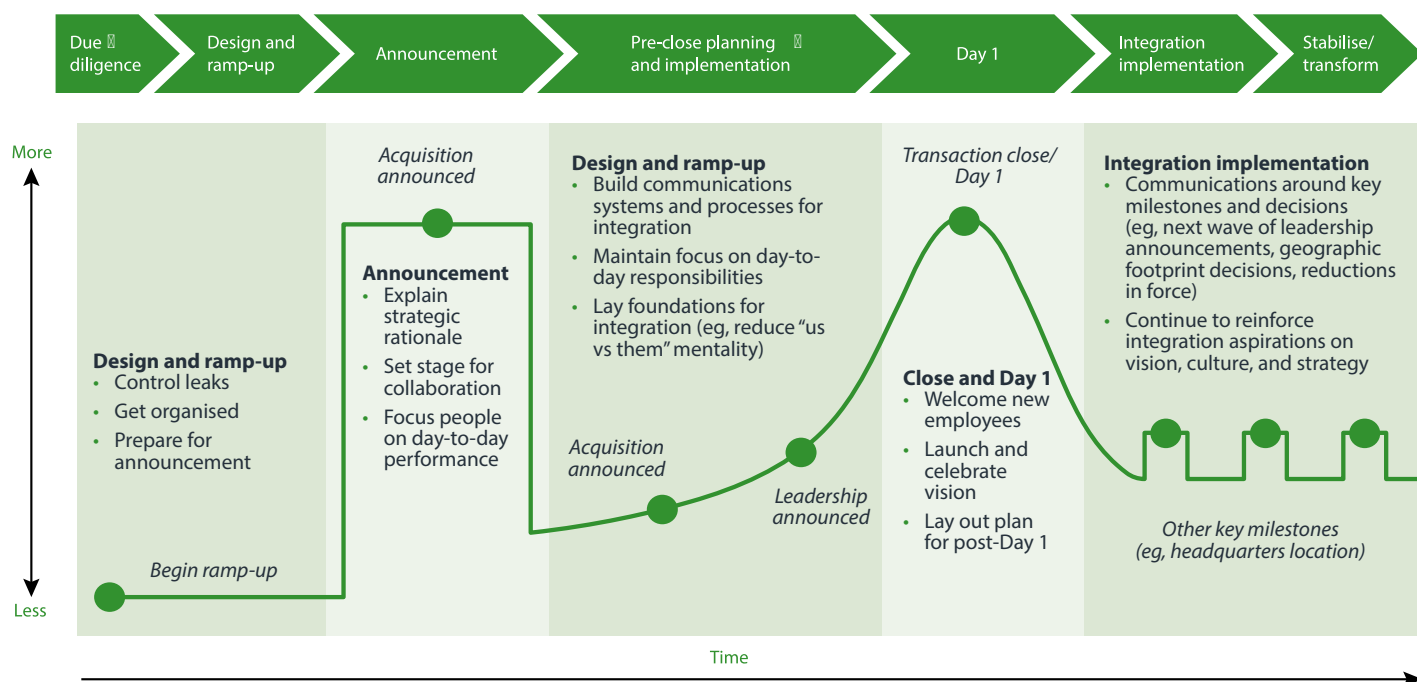 Due
diligence
Design and
ramp-up
Announcement
Pre-close planning
and implementation
Day 1
Integration
implementation
Stabilise/
transform
More
Less
Design and ramp-up
• Control leaks
• Get organised
• Prepare for
announcement
Begin ramp-up
Acquisition
announced
Announcement
• Explain
strategic
rationale
• Set stage for
collaboration
• Focus people
on day-to-day
performance
Design and ramp-up
• Build communications
systems and processes for
integration
• Maintain focus on day-to-
day responsibilities
• Lay foundations for
integration (eg, reduce “us
vs them” mentality)
Acquisition
announced
Leadership
announced
Transaction close/
Day 1
Close and Day 1
• Welcome new
employees
• Launch and
celebrate
vision
• Lay out plan
for post-Day 1
Integration implementation
• Communications around key
milestones and decisions
(eg, next wave of leadership
announcements, geographic
footprint decisions, reductions
in force)
• Continue to reinforce
integration aspirations on
vision, culture, and strategy
Other key milestones
(eg, headquarters location)
Time